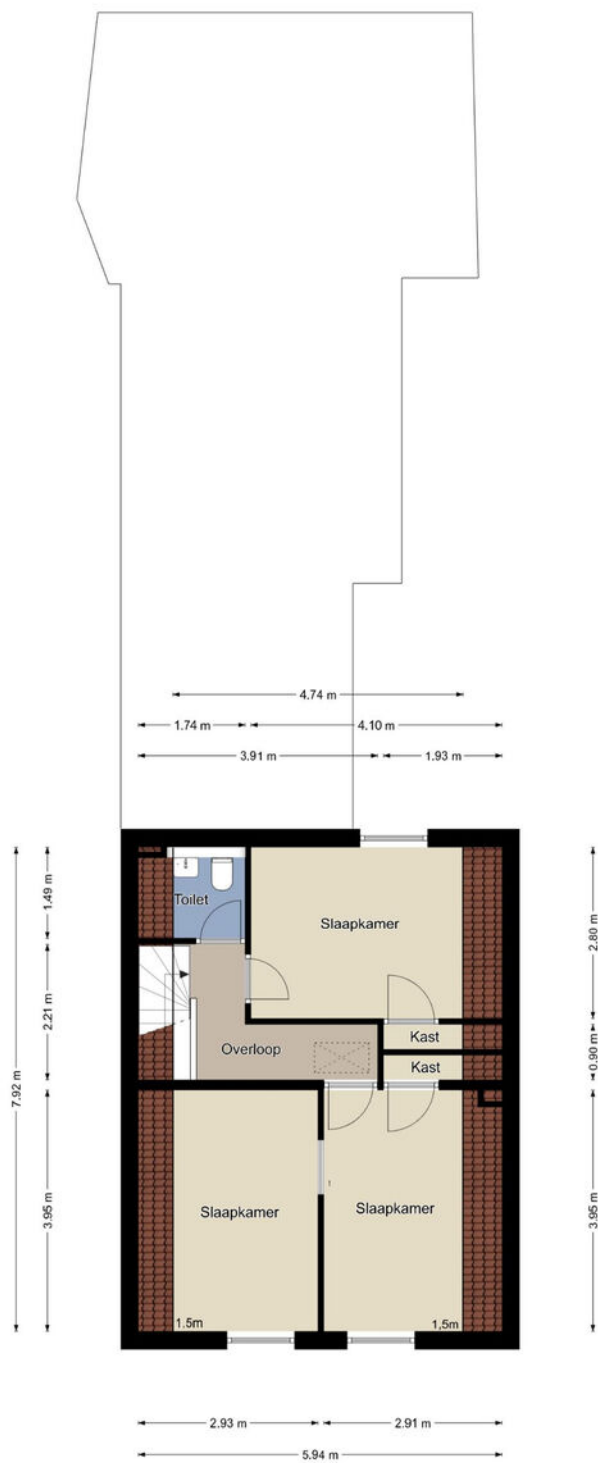 4.74 m
1.74 m
4.10 m
3.91 m
1.93 m
7.92 m
1.49 m
2.21 m
3.95 m
2.80 m
0.90 m
3.95 m
Toilet
Slaapkamer
Kast
Overloop
Kast
Slaapkamer
Slaapkamer
1.5m
1,5m
2.93 m
2.91 m
5.94 m